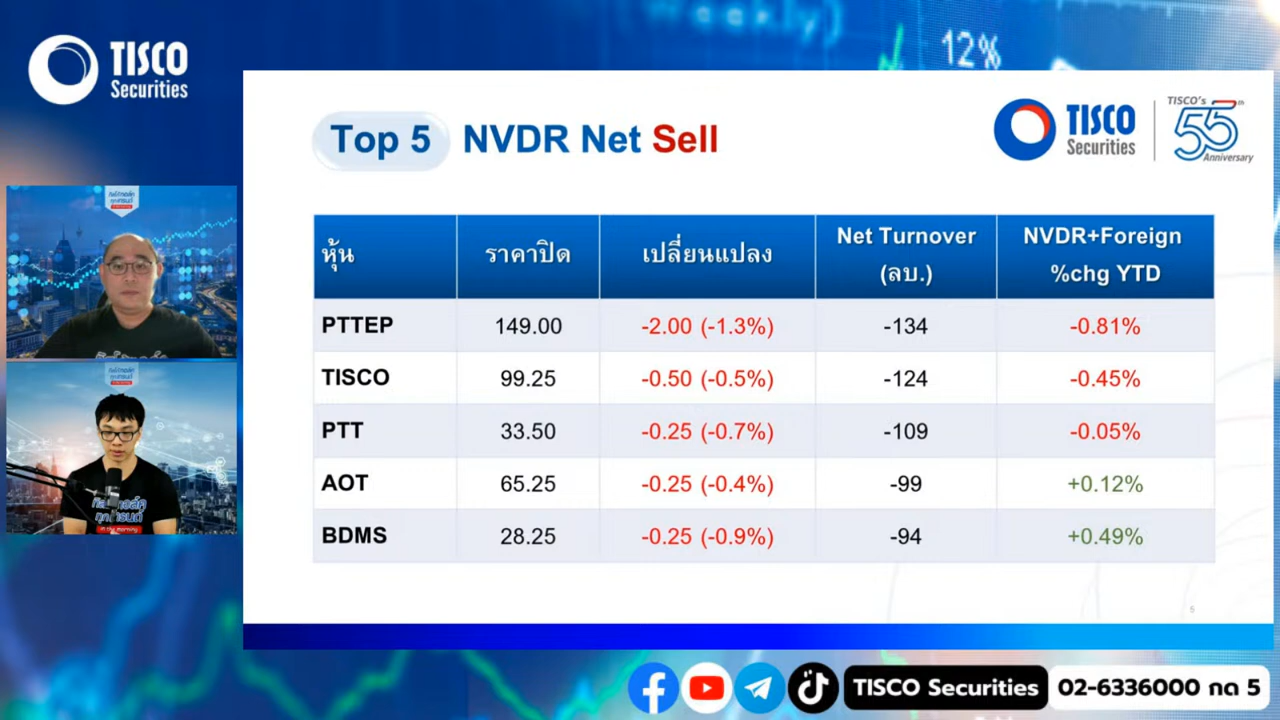 TISCO
Securities
12%
Top 5 NVDR Net Sell
TISCO
Securities
TISCO's
55th
Anniversary
หุ้น ราคาปิด เปลี่ยนแปลง Net Turnover (ลบ.) NVDR+Foreign %chg YTD
PTTEP 149.00 -2.00 (-1.3%) -134 -0.81%
TISCO 99.25 -0.50 (-0.5%) -124 -0.45%
PTT 33.50 -0.25 (-0.7%) -109 -0.05%
AOT 65.25 -0.25 (-0.4%) -99 +0.12%
BDMS 28.25 -0.25 (-0.9%) -94 +0.49%
5
TISCO Securities 02-6336000 กด 5